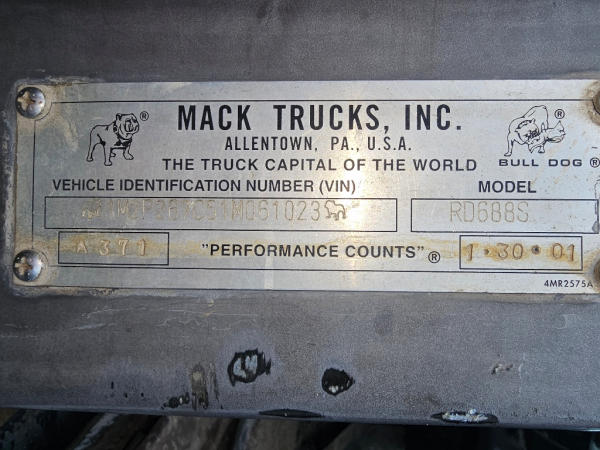 MACK TRUCKS, INC.
ALLENTOWN, PA., U.S.A.
THE TRUCK CAPITAL OF THE WORLD
BULL DOG ®
VEHICLE IDENTIFICATION NUMBER (VIN)
MODEL
RD688S
A371
"PERFORMANCE COUNTS"®
1·30·01
4MR2575A